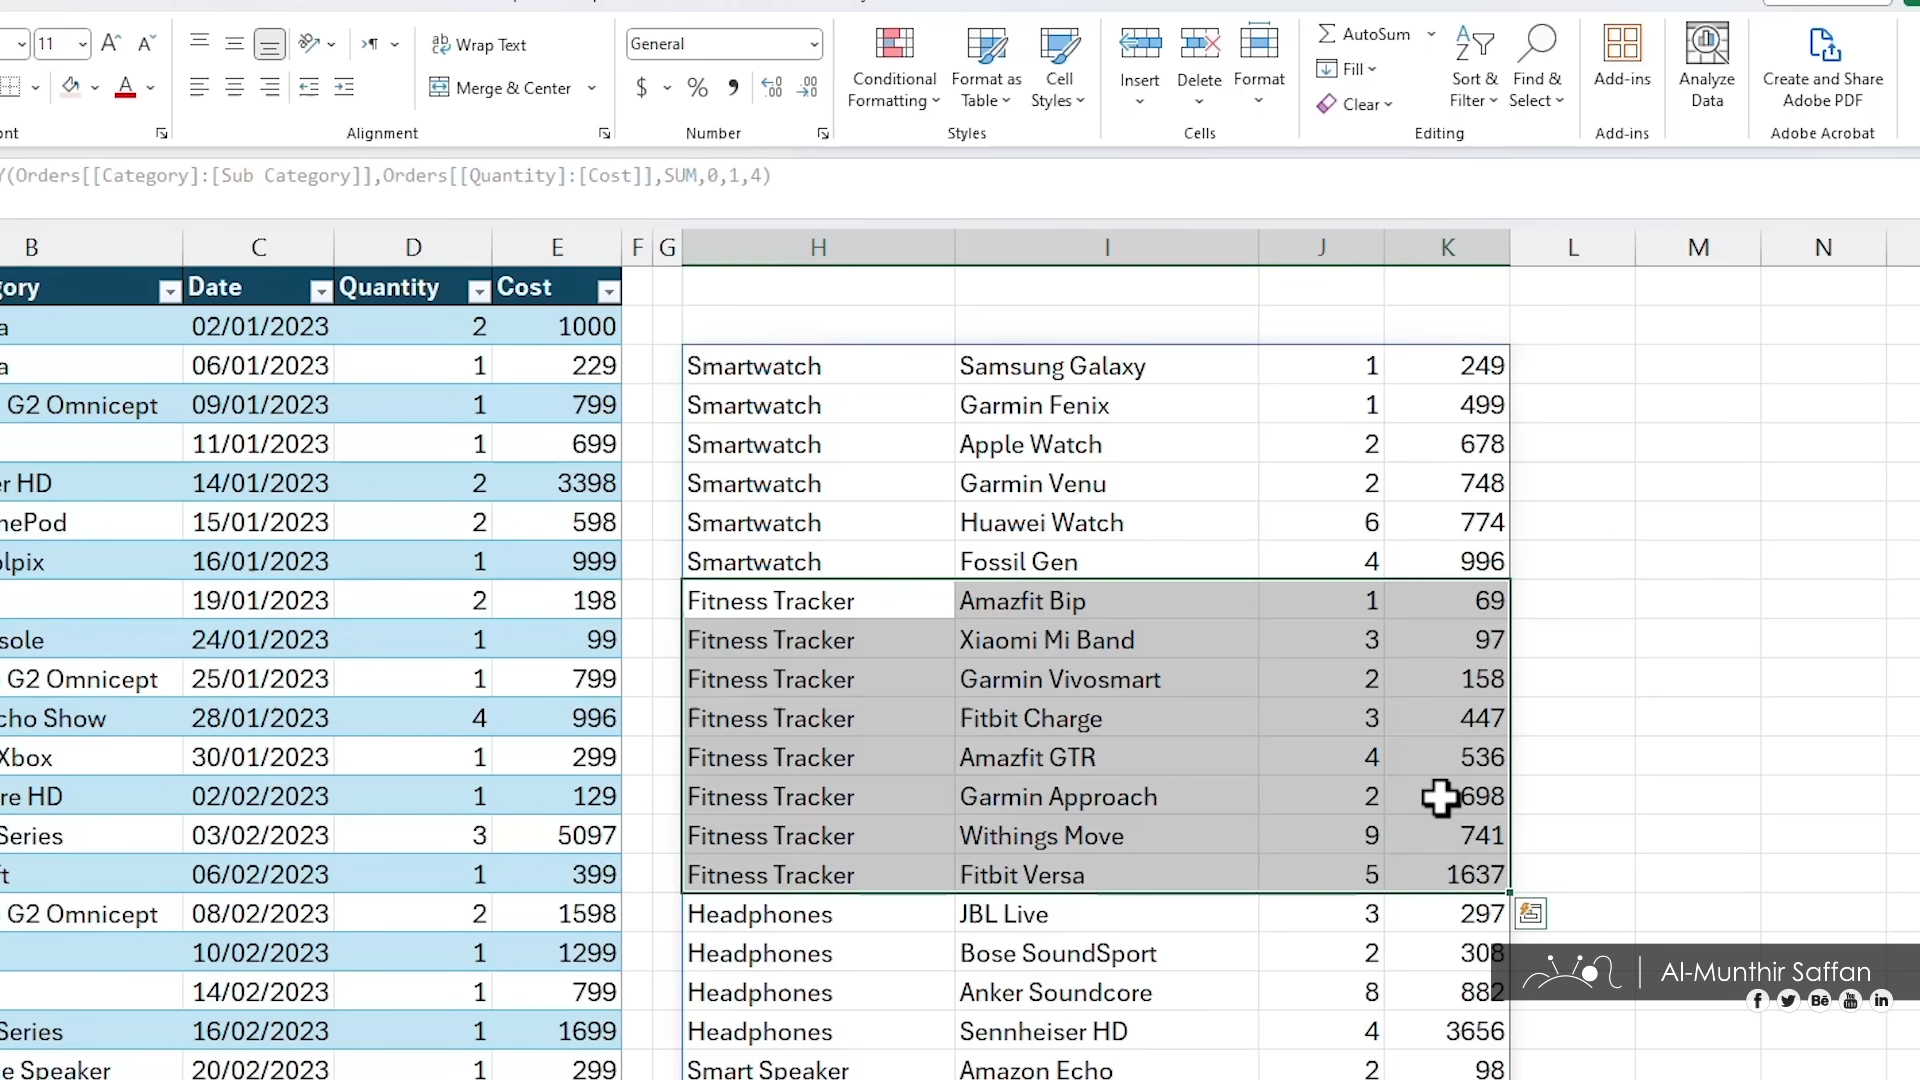 11
Wrap Text
General
AutoSum
Fill
Clear
Conditional Formatting
Format as Table
Cell Styles
Insert
Delete
Format
Sort & Filter
Find & Select
Add-ins
Analyze Data
Create and Share Adobe PDF
Merge & Center
$ % 9
ont
Alignment
Number
Styles
Cells
Editing
Add-ins
Adobe Acrobat
Y(Orders[[Category]:[Sub Category]],Orders[[Quantity]:[Cost]],SUM,0,1,4)
B C D E F G H I J K L M N
gory Date Quantity Cost
a 02/01/2023 2 1000
a 06/01/2023 1 229 Smartwatch Samsung Galaxy 1 249
G2 Omnicept 09/01/2023 1 799 Smartwatch Garmin Fenix 1 499
11/01/2023 1 699 Smartwatch Apple Watch 2 678
er HD 14/01/2023 2 3398 Smartwatch Garmin Venu 2 748
nePod 15/01/2023 2 598 Smartwatch Huawei Watch 6 774
olpix 16/01/2023 1 999 Smartwatch Fossil Gen 4 996
19/01/2023 2 198 Fitness Tracker Amazfit Bip 1 69
sole 24/01/2023 1 99 Fitness Tracker Xiaomi Mi Band 3 97
G2 Omnicept 25/01/2023 1 799 Fitness Tracker Garmin Vivosmart 2 158
cho Show 28/01/2023 4 996 Fitness Tracker Fitbit Charge 3 447
Xbox 30/01/2023 1 299 Fitness Tracker Amazfit GTR 4 536
re HD 02/02/2023 1 129 Fitness Tracker Garmin Approach 2 698
Series 03/02/2023 3 5097 Fitness Tracker Withings Move 9 741
ft 06/02/2023 1 399 Fitness Tracker Fitbit Versa 5 1637
G2 Omnicept 08/02/2023 2 1598 Headphones JBL Live 3 297
10/02/2023 1 1299 Headphones Bose SoundSport 2 308
14/02/2023 1 799 Headphones Anker Soundcore 8 882
Series 16/02/2023 1 1699 Headphones Sennheiser HD 4 3656
e Speaker 20/02/2023 1 299 Smart Speaker Amazon Echo 2 98
Al-Munthir Saffan